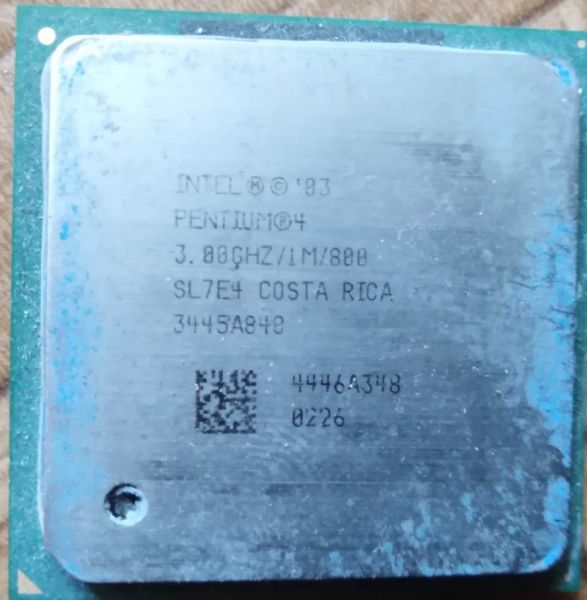 INTEL®©'03
PENTIUM®4
3.00GHZ/1M/800
SL7E4 COSTA RICA
3445A840
4446A348
0226